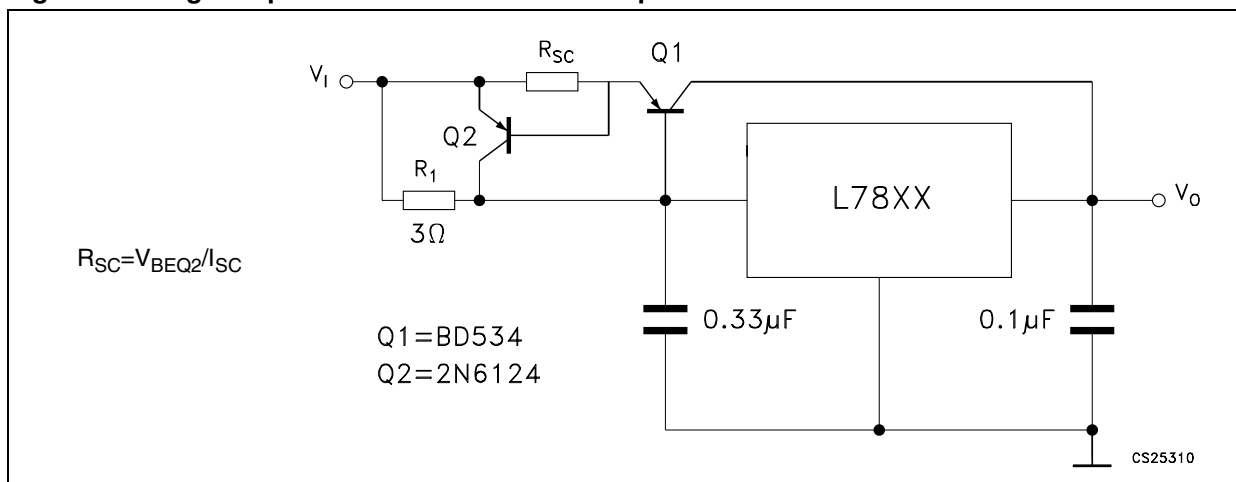 R_SC
Q1
V_I
Q2
R_1
3Ω
L78XX
V_O
R_SC=V_BEQ2/I_SC
0.33µF
0.1µF
Q1=BD534
Q2=2N6124
CS25310